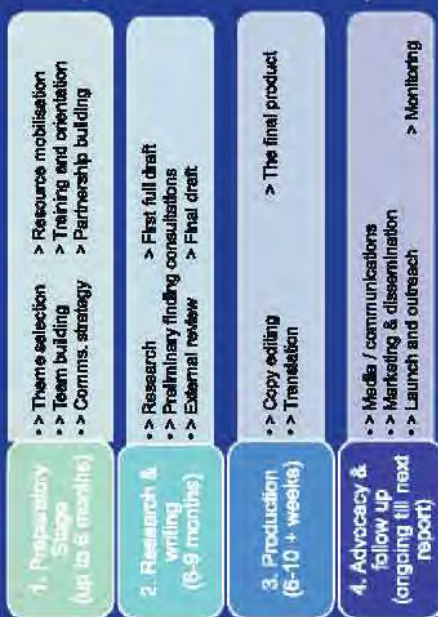 1. Preparatory
Stage
(up to 6 months)
• > Theme selection > Resource mobilisation
• > Team building > Training and orientation
• > Comms. strategy > Partnership building
2. Research &
writing
(6-9 months)
• > Research > First full draft
• > Preliminary finding consultations
• > External review > Final draft
3. Production
(6-10 + weeks)
• > Copy editing > The final product
• > Translation
4. Advocacy &
follow up
(ongoing till next
report)
• > Media / communications
• > Marketing & dissemination
• > Launch and outreach > Monitoring